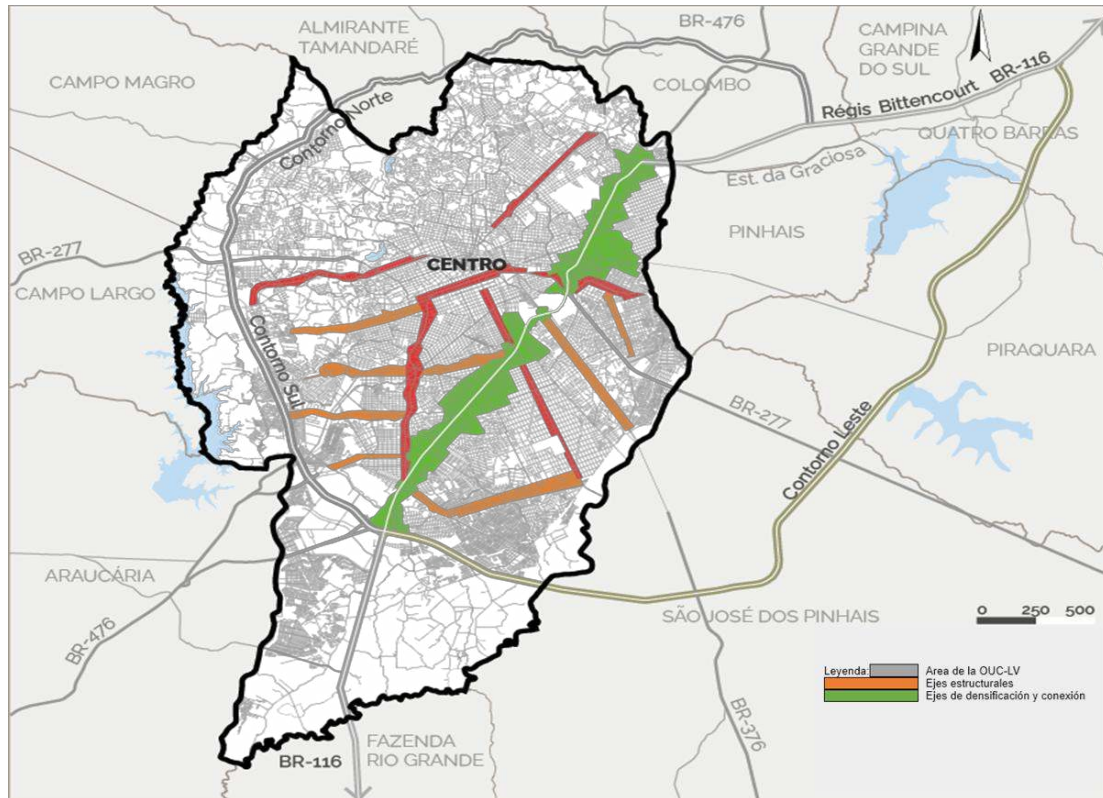 ALMIRANTE
TAMANDARÉ
BR-476
CAMPINA
GRANDE
DO SUL
BR-116
CAMPO MAGRO
COLOMBO
Régis Bittencourt
Contorno Norte
QUATRO BARRAS
Est. da Graciosa
PINHAIS
BR-277
CENTRO
CAMPO LARGO
Contorno Sul
PIRAQUARA
BR-277
Contorno Leste
ARAUCÁRIA
SÃO JOSÉ DOS PINHAIS
0 250 500
BR-476
Leyenda: Area de la OUC-LV
Ejes estructurales
Ejes de densificación y conexión
BR-376
FAZENDA
RIO GRANDE
BR-116